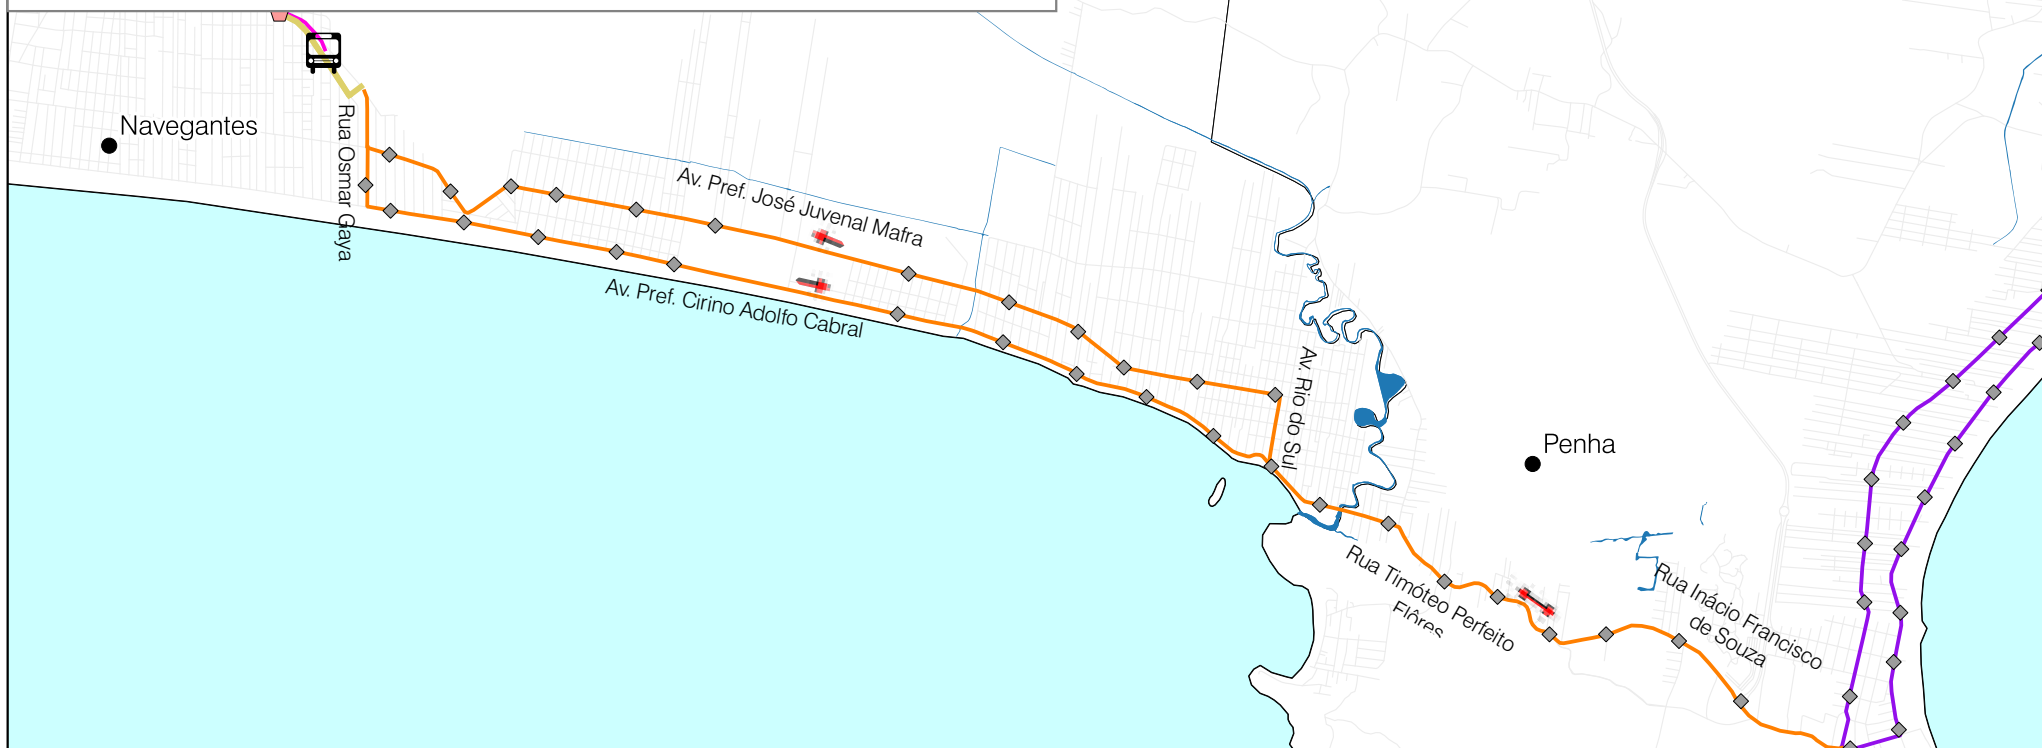 Navegantes
Rua Osmar Gaya
Av. Pref. José Juvenal Mafra
Av. Pref. Cirino Adolfo Cabral
Av. Rio do Sul
Penha
Rua Timóteo Perfeito
Flôres
Rua Inácio Francisco
de Souza